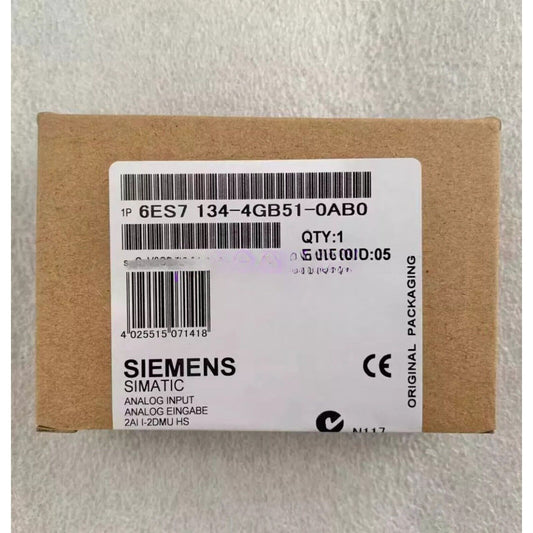 1P 6ES7 134-4GB51-0AB0
QTY:1
:05
4 025515 071418
SIEMENS
SIMATIC
ANALOG INPUT
ANALOG EINGABE
2AI I-2DMU HS
CE
N117
ORIGINAL PACKAGING